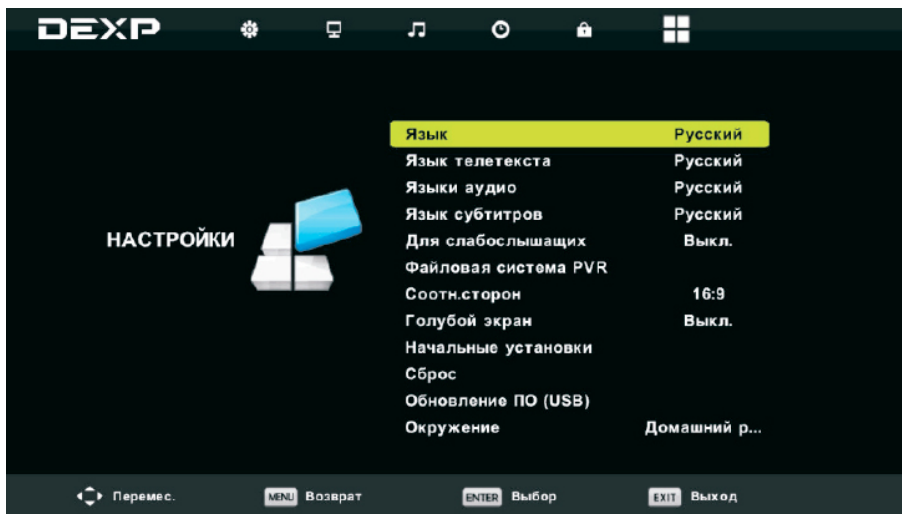 DEXP
Язык Русский
Язык телетекста Русский
Языки аудио Русский
Язык субтитров Русский
НАСТРОЙКИ
Для слабослышащих Выкл.
Файловая система PVR
Соотн.сторон 16:9
Голубой экран Выкл.
Начальные установки
Сброс
Обновление ПО (USB)
Окружение Домашний р...
Перемес. MENU Возврат ENTER Выбор EXIT Выход